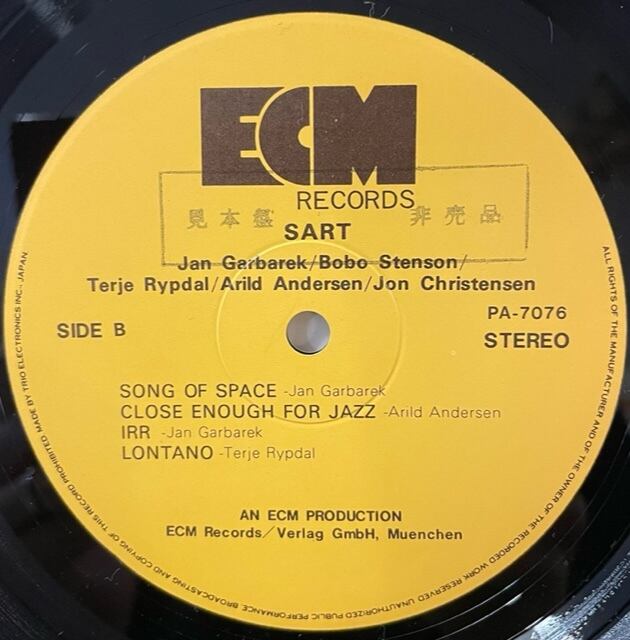 ECM
RECORDS
見本盤 非売品
SART
Jan Garbarek/Bobo Stenson/
Terje Rypdal/Arild Andersen/Jon Christensen
SIDE B
PA-7076
STEREO
SONG OF SPACE -Jan Garbarek
CLOSE ENOUGH FOR JAZZ -Arild Andersen
IRR -Jan Garbarek
LONTANO -Terje Rypdal
AN ECM PRODUCTION
ECM Records/Verlag GmbH, Muenchen
ALL RIGHTS OF THE MANUFACTURER AND OF THE OWNER OF THE RECORDED WORK RESERVED UNAUTHORIZED PUBLIC PERFORMANCE BROADCASTING AND COPYING OF THIS RECORD PROHIBITED MADE BY TRIO ELECTRONICS INC., JAPAN